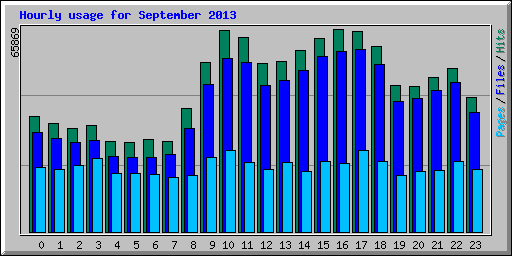 Hourly usage for September 2013
65869
Pages/Files/Hits
0 1 2 3 4 5 6 7 8 9 10 11 12 13 14 15 16 17 18 19 20 21 22 23